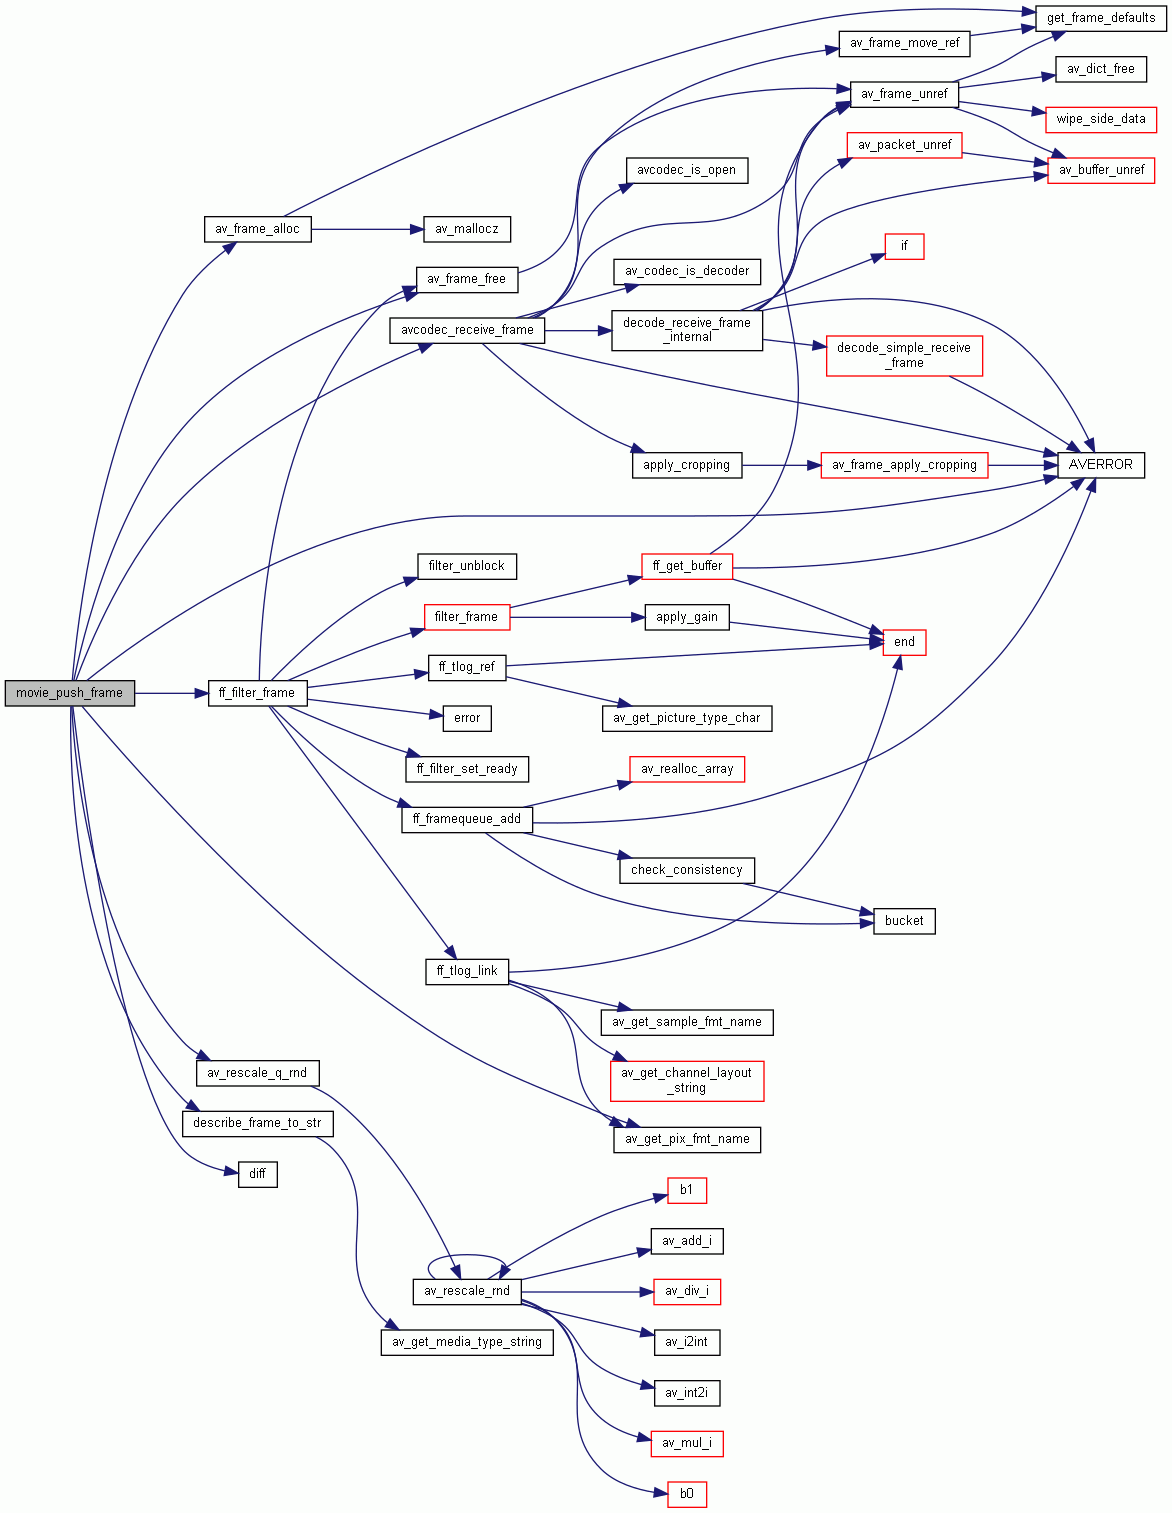 get_frame_defaults
av_frame_move_ref
av_dict_free
av_frame_unref
wipe_side_data
av_packet_unref
avcodec_is_open
av_buffer_unref
av_frame_alloc
av_mallocz
if
av_codec_is_decoder
av_frame_free
decode_receive_frame
_internal
avcodec_receive_frame
decode_simple_receive
_frame
apply_cropping
av_frame_apply_cropping
AVERROR
filter_unblock
ff_get_buffer
filter_frame
apply_gain
end
ff_tlog_ref
movie_push_frame
ff_filter_frame
error
av_get_picture_type_char
ff_filter_set_ready
av_realloc_array
ff_framequeue_add
check_consistency
bucket
ff_tlog_link
av_get_sample_fmt_name
av_rescale_q_rnd
av_get_channel_layout
_string
describe_frame_to_str
av_get_pix_fmt_name
diff
b1
av_add_i
av_rescale_rnd
av_div_i
av_get_media_type_string
av_i2int
av_int2i
av_mul_i
b0